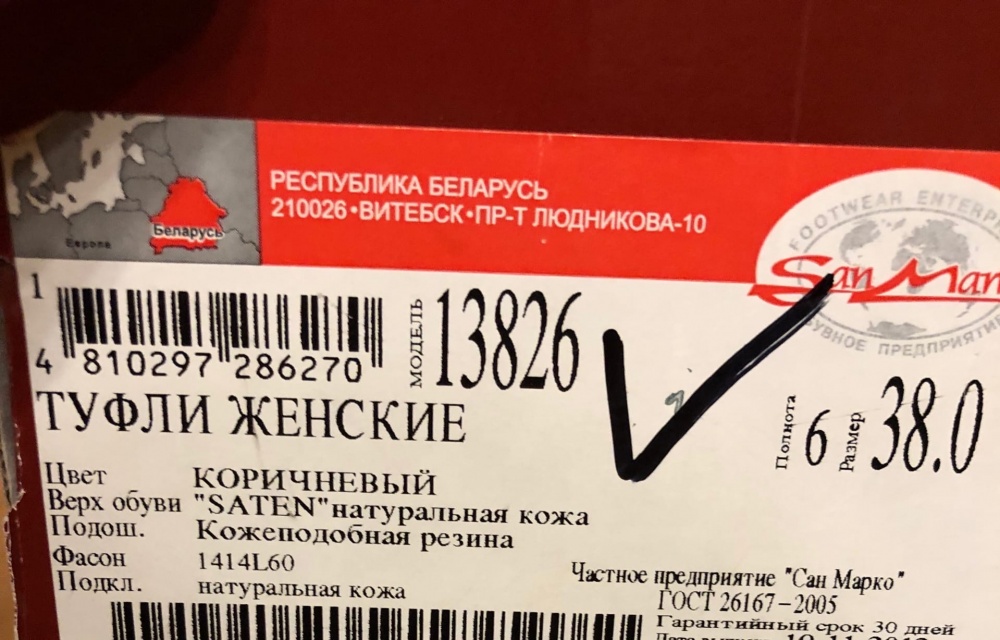 РЕСПУБЛИКА БЕЛАРУСЬ
210026•ВИТЕБСК•ПР-Т ЛЮДНИКОВА-10
Европа
Беларусь
FOOTWEAR ENTERP
San Mar
ОБУВНОЕ ПРЕДПРИЯТИ
1
4 810297 286270
МОДЕЛЬ 13826
ТУФЛИ ЖЕНСКИЕ
Полнота 6 Размер 38.0
Цвет КОРИЧНЕВЫЙ
Верх обуви "SATEN"натуральная кожа
Подош. Кожеподобная резина
Фасон 1414L60
Подкл. натуральная кожа
Частное предприятие "Сан Марко"
ГОСТ 26167-2005
Гарантийный срок 30 дней